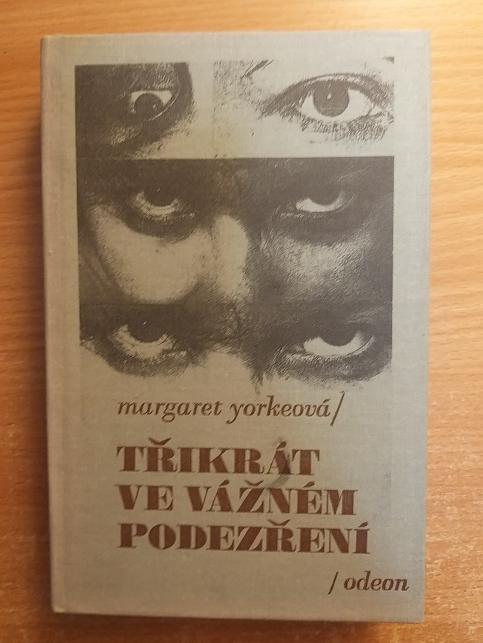 margaret yorkeová/
TŘIKRÁT
VE VÁŽNÉM
PODEZŘENÍ
/odeon